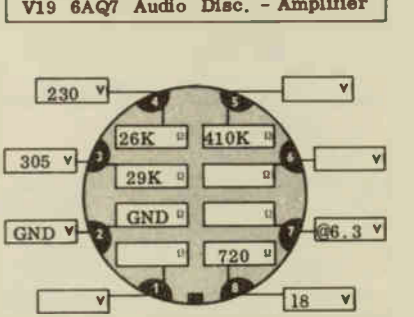 V19 6AQ7 Audio Disc. - Amplifier
230 V 4 5 V
26K Ω 410K Ω
305 V 3 6 V
29K Ω Ω
GND V 2 GND Ω Ω 7 @6.3 V
Ω 720 Ω
V 1 8 18 V